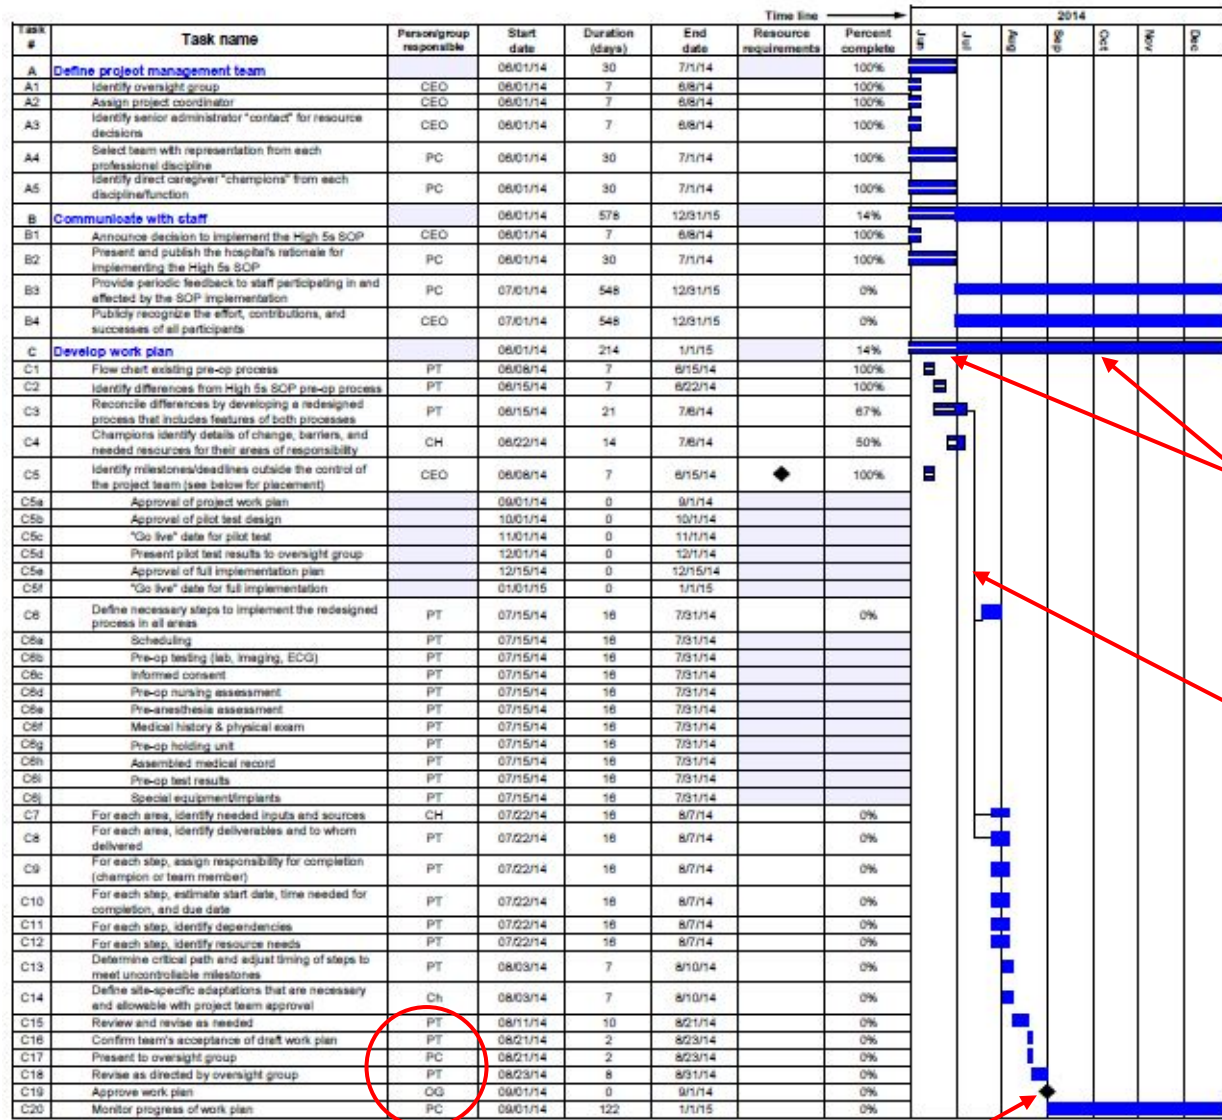 Time line 2014
Task # Task name Person/group responsible Start date Duration (days) End date Resource requirements Percent complete Jun Jul Aug Sep Oct Nov Dec
A Define project management team 06/01/14 30 7/1/14 100%
A1 Identify oversight group CEO 06/01/14 7 6/8/14 100%
A2 Assign project coordinator CEO 06/01/14 7 6/8/14 100%
A3 Identify senior administrator "contact" for resource decisions CEO 06/01/14 7 6/8/14 100%
A4 Select team with representation from each professional discipline PC 06/01/14 30 7/1/14 100%
A5 Identify direct caregiver "champions" from each discipline/function PC 06/01/14 30 7/1/14 100%
B Communicate with staff 06/01/14 578 12/31/15 14%
B1 Announce decision to implement the High 5s SOP CEO 06/01/14 7 6/8/14 100%
B2 Present and publish the hospital's rationale for implementing the High 5s SOP PC 06/01/14 30 7/1/14 100%
B3 Provide periodic feedback to staff participating in and affected by the SOP implementation PC 07/01/14 548 12/31/15 0%
B4 Publicly recognize the effort, contributions, and successes of all participants CEO 07/01/14 548 12/31/15 0%
C Develop work plan 06/01/14 214 1/1/15 14%
C1 Flow chart existing pre-op process PT 06/08/14 7 6/15/14 100%
C2 Identify differences from High 5s SOP pre-op process PT 06/15/14 7 6/22/14 100%
C3 Reconcile differences by developing a redesigned process that includes features of both processes PT 06/15/14 21 7/6/14 67%
C4 Champions identify details of change, barriers, and needed resources for their areas of responsibility CH 06/22/14 14 7/6/14 50%
C5 Identify milestones/deadlines outside the control of the project team (see below for placement) CEO 06/08/14 7 6/15/14 100%
C5a Approval of project work plan 09/01/14 0 9/1/14
C5b Approval of pilot test design 10/01/14 0 10/1/14
C5c "Go live" date for pilot test 11/01/14 0 11/1/14
C5d Present pilot test results to oversight group 12/01/14 0 12/1/14
C5e Approval of full implementation plan 12/15/14 0 12/15/14
C5f "Go live" date for full implementation 01/01/15 0 1/1/15
C6 Define necessary steps to implement the redesigned process in all areas PT 07/15/14 16 7/31/14 0%
C6a Scheduling PT 07/15/14 16 7/31/14
C6b Pre-op testing (lab, imaging, ECG) PT 07/15/14 16 7/31/14
C6c Informed consent PT 07/15/14 16 7/31/14
C6d Pre-op nursing assessment PT 07/15/14 16 7/31/14
C6e Pre-anesthesia assessment PT 07/15/14 16 7/31/14
C6f Medical history & physical exam PT 07/15/14 16 7/31/14
C6g Pre-op holding unit PT 07/15/14 16 7/31/14
C6h Assembled medical record PT 07/15/14 16 7/31/14
C6i Pre-op test results PT 07/15/14 16 7/31/14
C6j Special equipment/implants PT 07/15/14 16 7/31/14
C7 For each area, identify needed inputs and sources CH 07/22/14 16 8/7/14 0%
C8 For each area, identify deliverables and to whom delivered PT 07/22/14 16 8/7/14 0%
C9 For each step, assign responsibility for completion (champion or team member) PT 07/22/14 16 8/7/14 0%
C10 For each step, estimate start date, time needed for completion, and due date PT 07/22/14 16 8/7/14 0%
C11 For each step, identify dependencies PT 07/22/14 16 8/7/14 0%
C12 For each step, identify resource needs PT 07/22/14 16 8/7/14 0%
C13 Determine critical path and adjust timing of steps to meet uncontrollable milestones PT 08/03/14 7 8/10/14 0%
C14 Define site-specific adaptations that are necessary and allowable with project team approval Ch 08/03/14 7 8/10/14 0%
C15 Review and revise as needed PT 08/11/14 10 8/21/14 0%
C16 Confirm team's acceptance of draft work plan PT 08/21/14 2 8/23/14 0%
C17 Present to oversight group PC 08/21/14 2 8/23/14 0%
C18 Revise as directed by oversight group PT 08/23/14 8 8/31/14 0%
C19 Approve work plan OG 09/01/14 0 9/1/14 0%
C20 Monitor progress of work plan PC 09/01/14 122 1/1/15 0%